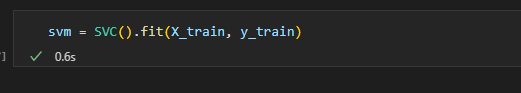 svm = SVC().fit(X_train, y_train)
]
0.6s